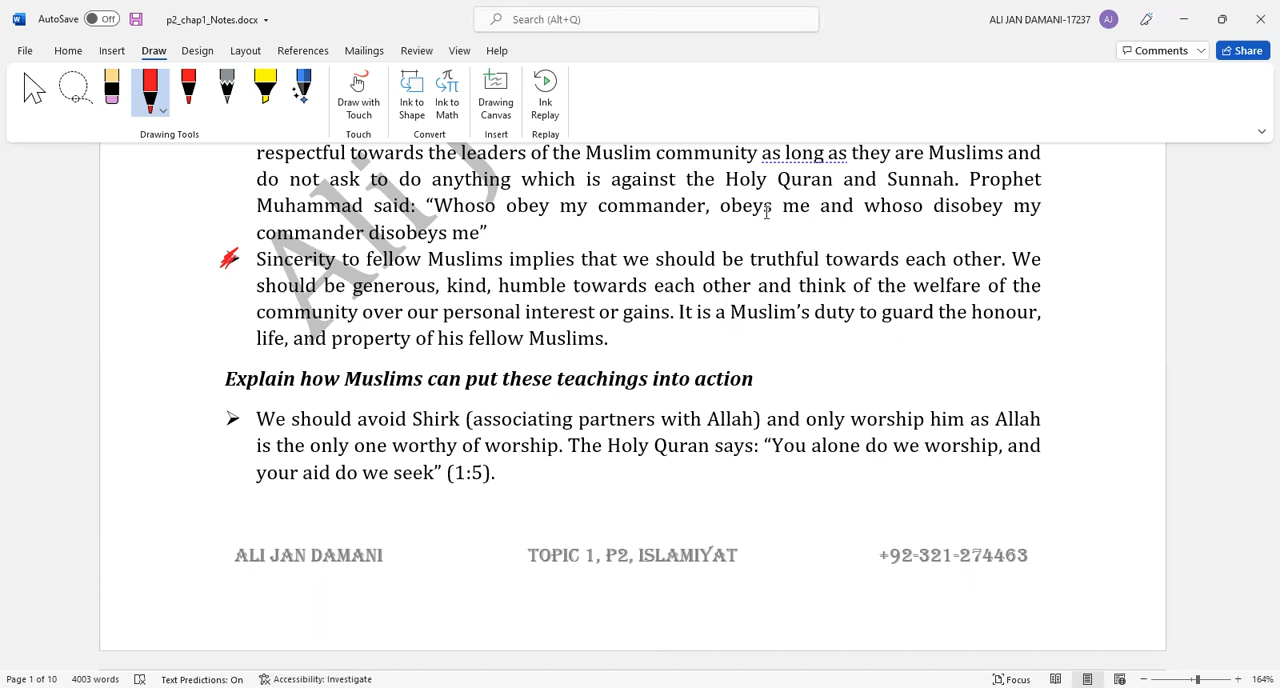 AutoSave Off p2_chap1_Notes.docx Search (Alt+Q) ALI JAN DAMANI-17237 AJ
File Home Insert Draw Design Layout References Mailings Review View Help Comments Share
Draw with Touch
Ink to Shape
Ink to Math
Drawing Canvas
Ink Replay
Drawing Tools Touch Convert Insert Replay
respectful towards the leaders of the Muslim community as long as they are Muslims and
do not ask to do anything which is against the Holy Quran and Sunnah. Prophet
Muhammad said: “Whoso obey my commander, obeys me and whoso disobey my
commander disobeys me”
Sincerity to fellow Muslims implies that we should be truthful towards each other. We
should be generous, kind, humble towards each other and think of the welfare of the
community over our personal interest or gains. It is a Muslim’s duty to guard the honour,
life, and property of his fellow Muslims.
Explain how Muslims can put these teachings into action
We should avoid Shirk (associating partners with Allah) and only worship him as Allah
is the only one worthy of worship. The Holy Quran says: “You alone do we worship, and
your aid do we seek” (1:5).
ALI JAN DAMANI TOPIC 1, P2, ISLAMIYAT +92-321-274463
Ali J
Page 1 of 10 4003 words Text Predictions: On Accessibility: Investigate Focus 164%